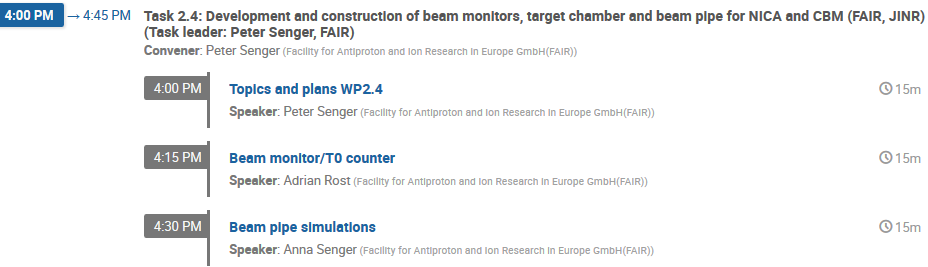 4:00 PM → 4:45 PM Task 2.4: Development and construction of beam monitors, target chamber and beam pipe for NICA and CBM (FAIR, JINR)
(Task leader: Peter Senger, FAIR)
Convener: Peter Senger (Facility for Antiproton and Ion Research in Europe GmbH(FAIR))
4:00 PM Topics and plans WP2.4 15m
Speaker: Peter Senger (Facility for Antiproton and Ion Research in Europe GmbH(FAIR))
4:15 PM Beam monitor/T0 counter 15m
Speaker: Adrian Rost (Facility for Antiproton and Ion Research in Europe GmbH(FAIR))
4:30 PM Beam pipe simulations 15m
Speaker: Anna Senger (Facility for Antiproton and Ion Research in Europe GmbH(FAIR))